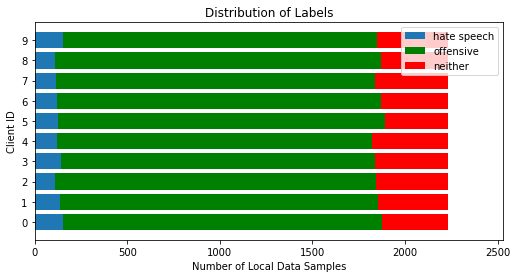 Distribution of Labels
hate speech
offensive
neither
Client ID
9
8
7
6
5
4
3
2
1
0
0 500 1000 1500 2000 2500
Number of Local Data Samples